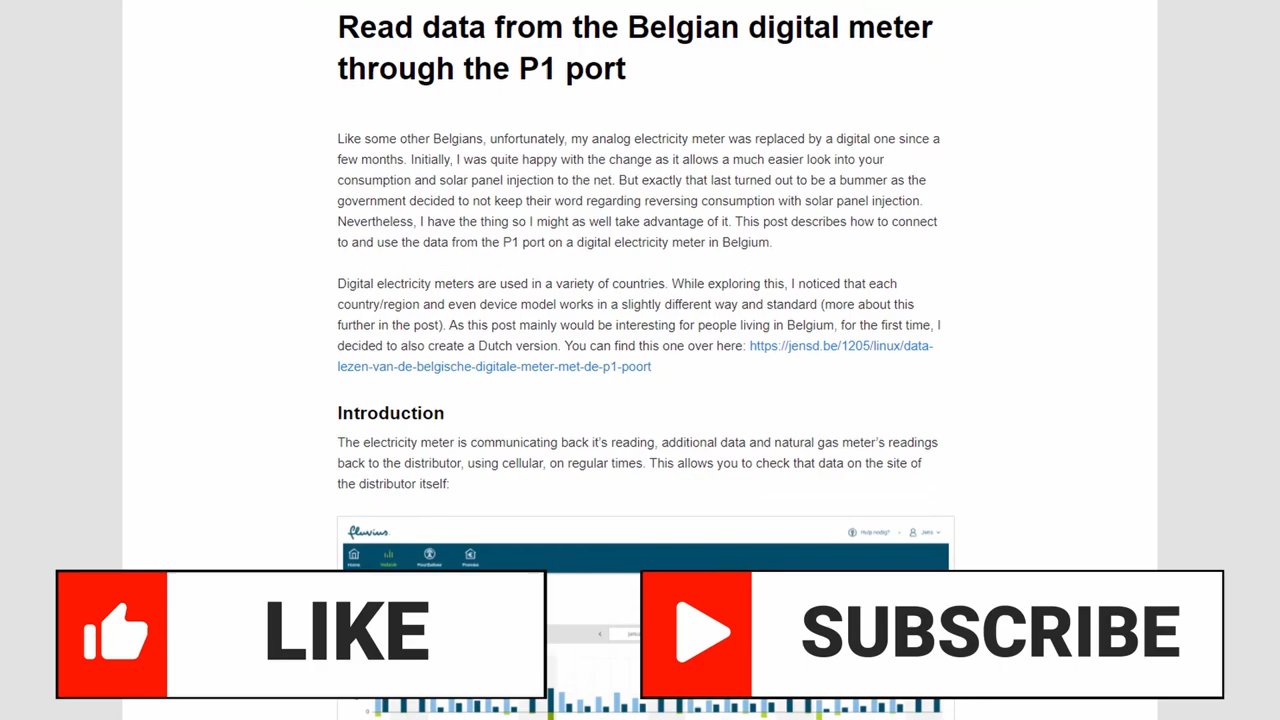 Read data from the Belgian digital meter
through the P1 port
Like some other Belgians, unfortunately, my analog electricity meter was replaced by a digital one since a
few months. Initially, I was quite happy with the change as it allows a much easier look into your
consumption and solar panel injection to the net. But exactly that last turned out to be a bummer as the
government decided to not keep their word regarding reversing consumption with solar panel injection.
Nevertheless, I have the thing so I might as well take advantage of it. This post describes how to connect
to and use the data from the P1 port on a digital electricity meter in Belgium.
Digital electricity meters are used in a variety of countries. While exploring this, I noticed that each
country/region and even device model works in a slightly different way and standard (more about this
further in the post). As this post mainly would be interesting for people living in Belgium, for the first time, I
decided to also create a Dutch version. You can find this one over here: https://jensd.be/1205/linux/data-
lezen-van-de-belgische-digitale-meter-met-de-p1-poort
Introduction
The electricity meter is communicating back it's reading, additional data and natural gas meter's readings
back to the distributor, using cellular, on regular times. This allows you to check that data on the site of
the distributor itself:
fluvius.
Hulp nodig?
Jens
Home
LIKE
SUBSCRIBE
0